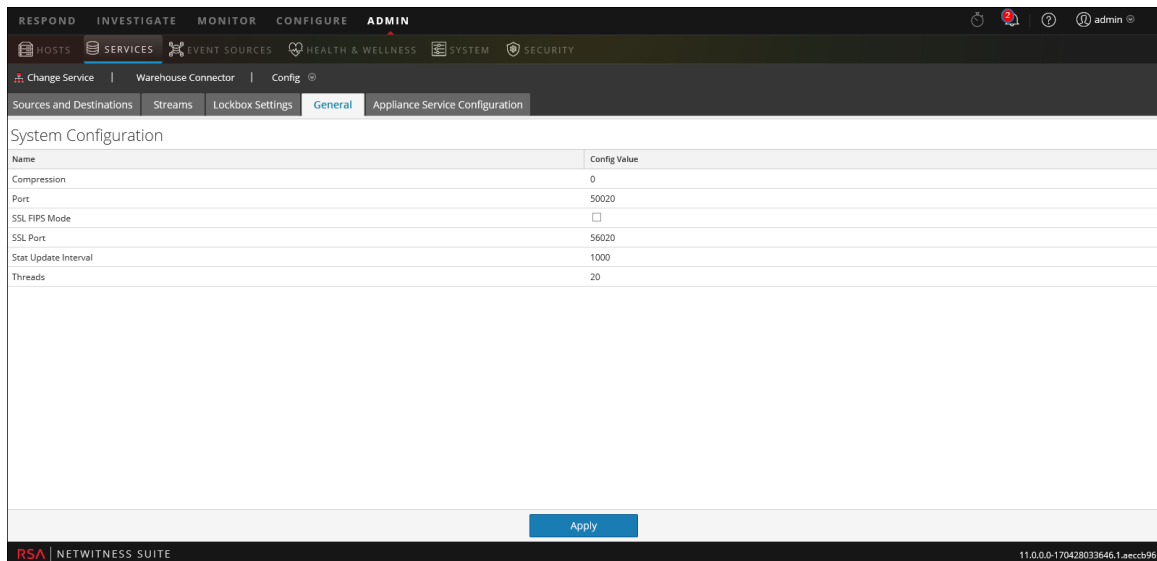 RESPOND INVESTIGATE MONITOR CONFIGURE ADMIN 2 ? admin
HOSTS SERVICES EVENT SOURCES HEALTH & WELLNESS SYSTEM SECURITY
Change Service | Warehouse Connector | Config
Sources and Destinations Streams Lockbox Settings General Appliance Service Configuration
System Configuration
Name Config Value
Compression 0
Port 50020
SSL FIPS Mode
SSL Port 56020
Stat Update Interval 1000
Threads 20
Apply
RSA | NETWITNESS SUITE 11.0.0.0-170428033646.1.aeccb96